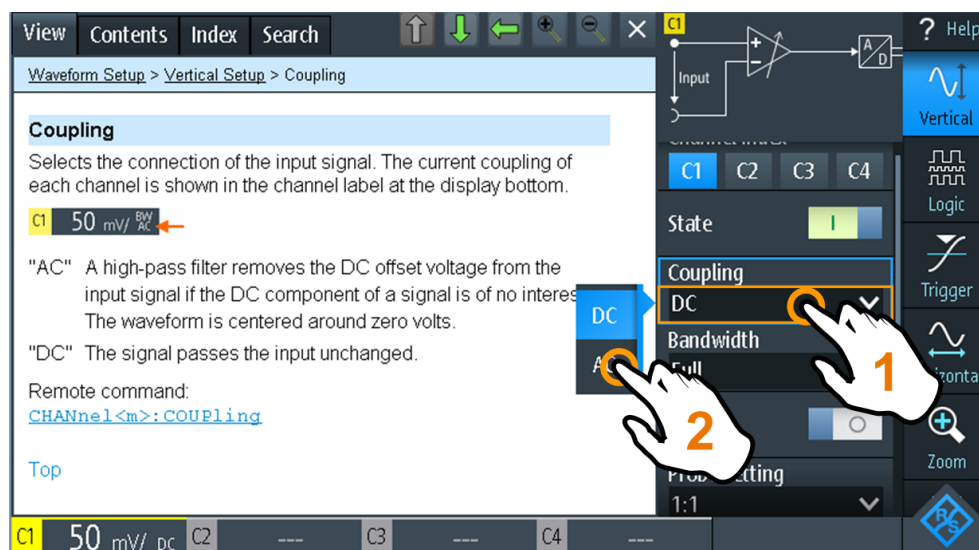 View Contents Index Search
Waveform Setup > Vertical Setup > Coupling
Coupling
Selects the connection of the input signal. The current coupling of
each channel is shown in the channel label at the display bottom.
C1 50 mV/ BW AC
"AC" A high-pass filter removes the DC offset voltage from the
input signal if the DC component of a signal is of no interes
The waveform is centered around zero volts.
"DC" The signal passes the input unchanged.
Remote command:
CHANnel<m>:COUPling
Top
DC
AC
2
C1
Input
+
-
A/D
C1 C2 C3 C4
State
I
Coupling
DC
Bandwidth
Full
1
1:1
? Help
Vertical
Logic
Trigger
Zoom
R&S
C1 50 mV/ DC C2 --- C3 --- C4 ---